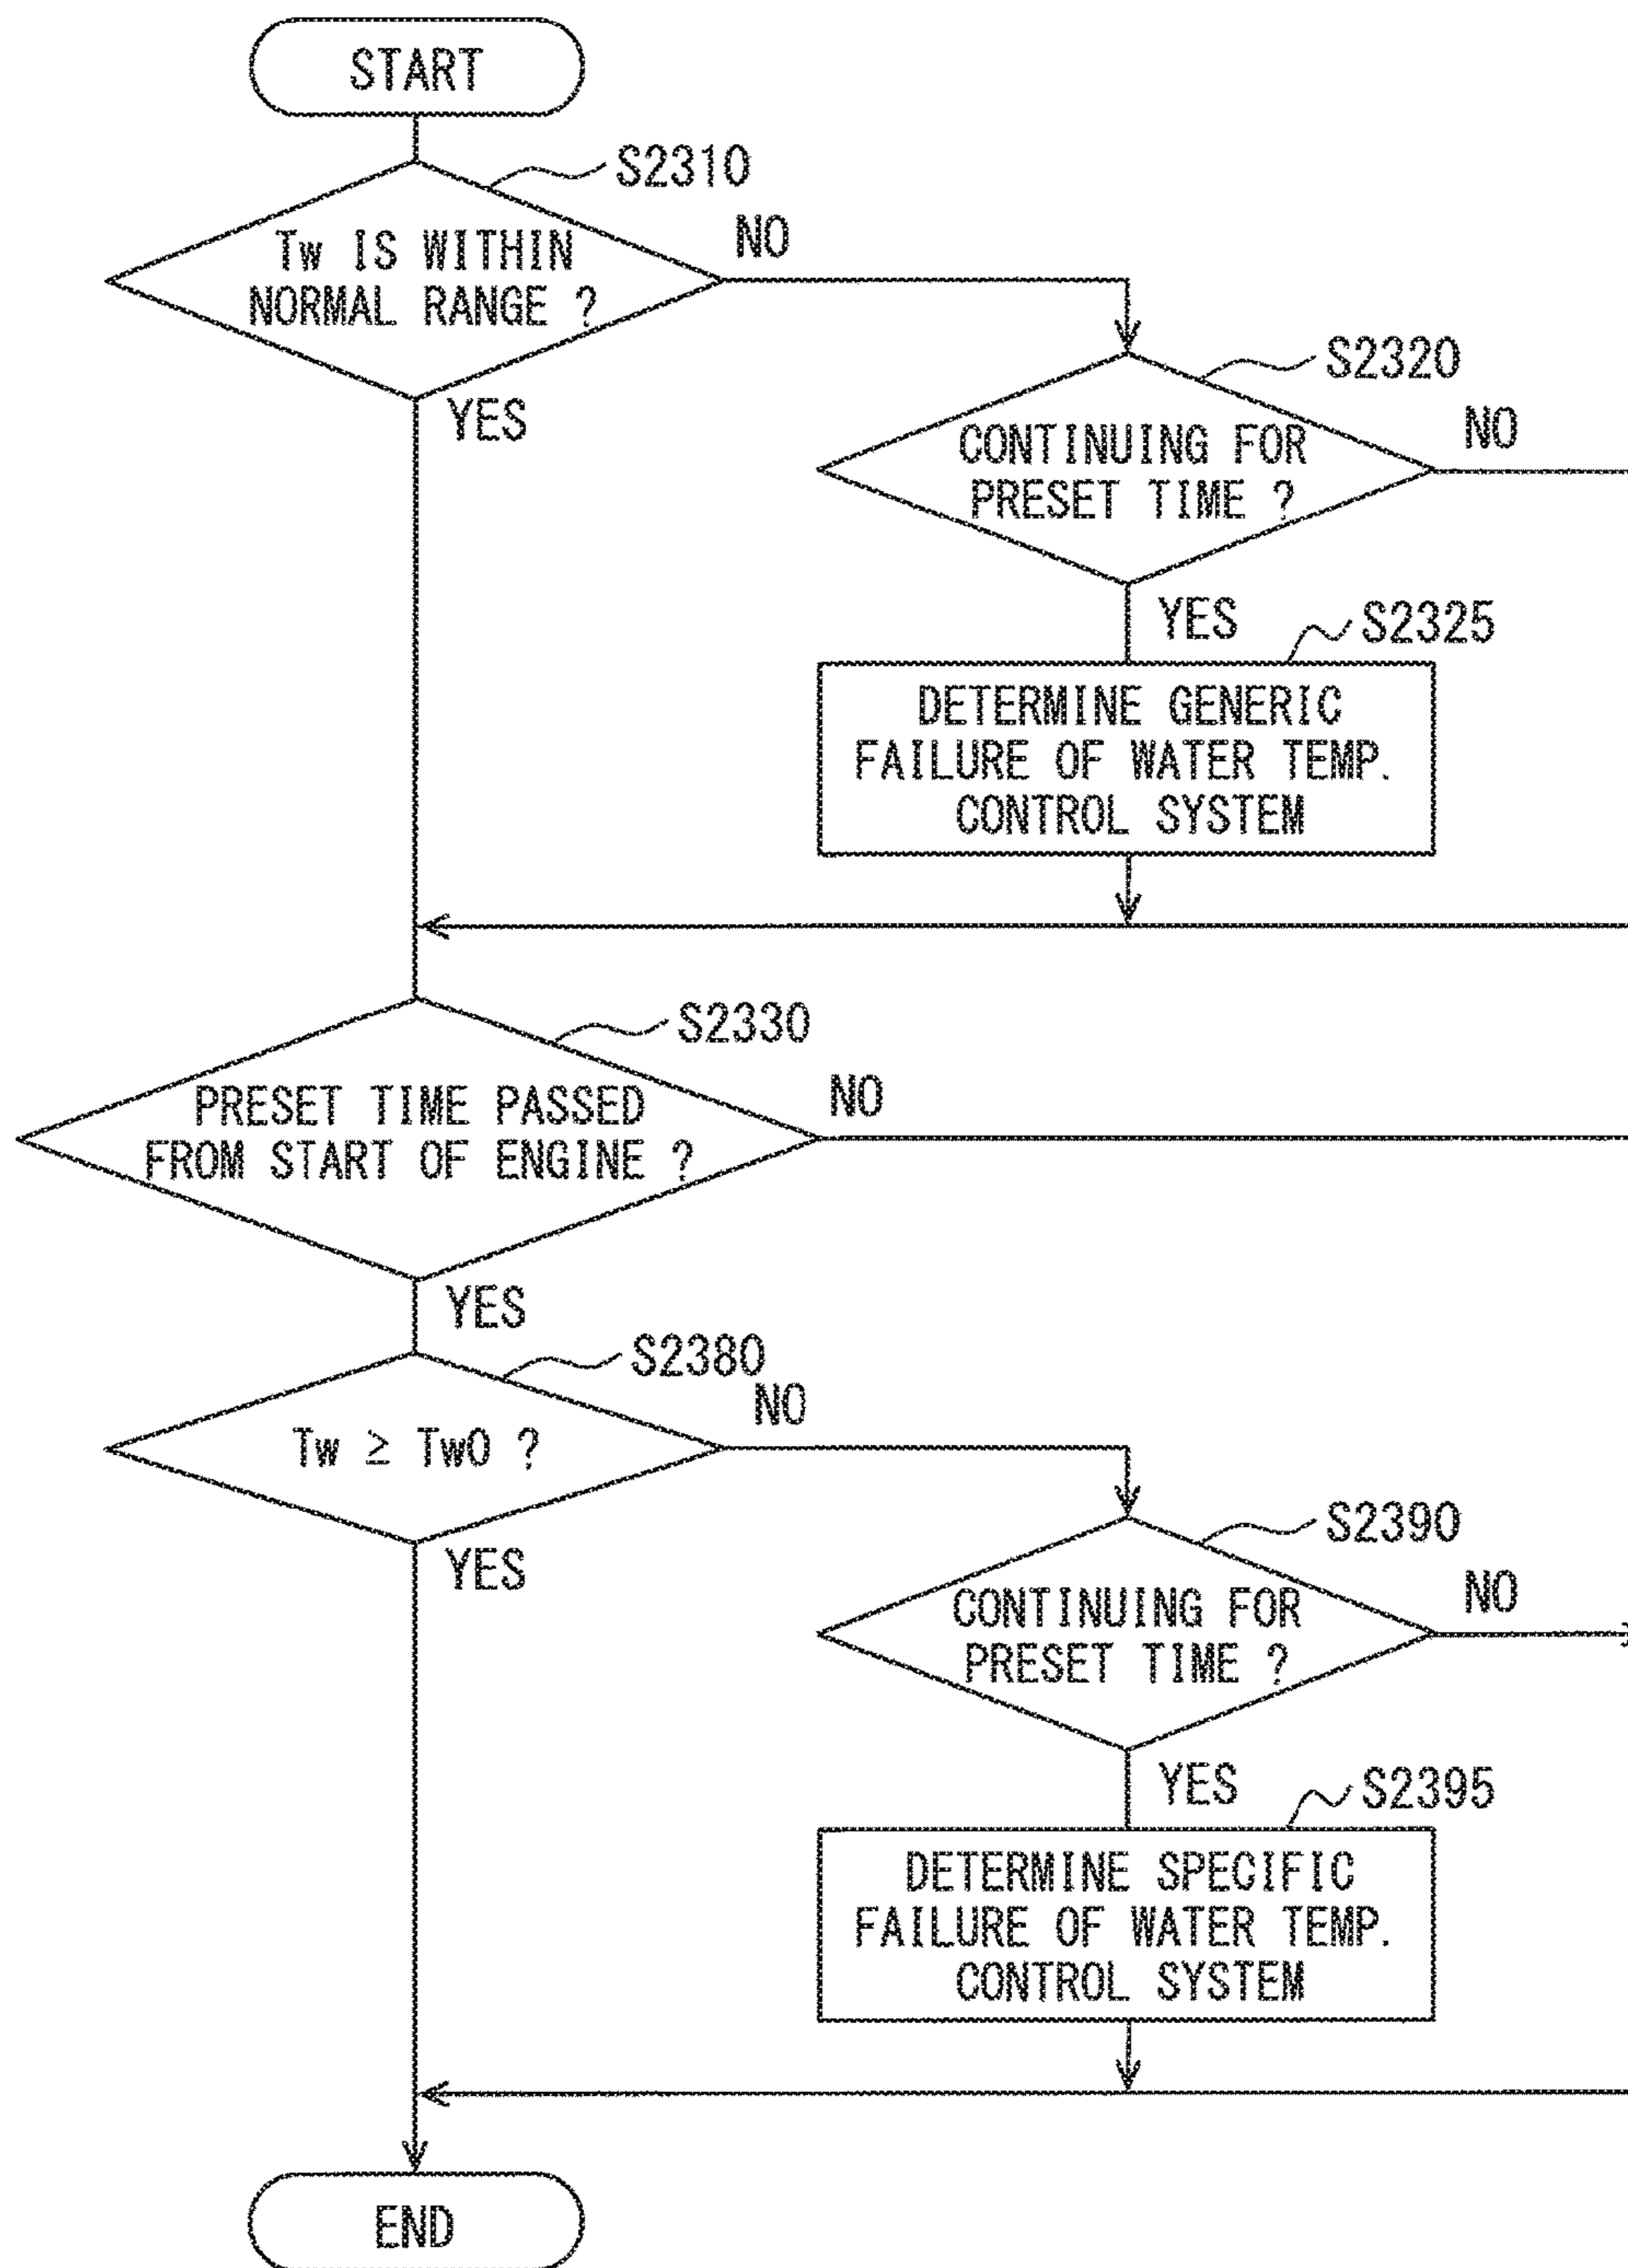 START
S2310
Tw IS WITHIN
NORMAL RANGE ?
NO
YES
S2320
CONTINUING FOR
PRESET TIME ?
NO
YES
S2325
DETERMINE GENERIC
FAILURE OF WATER TEMP.
CONTROL SYSTEM
S2330
PRESET TIME PASSED
FROM START OF ENGINE ?
NO
YES
S2380
Tw ≥ Tw0 ?
NO
YES
S2390
CONTINUING FOR
PRESET TIME ?
NO
YES
S2395
DETERMINE SPECIFIC
FAILURE OF WATER TEMP.
CONTROL SYSTEM
END